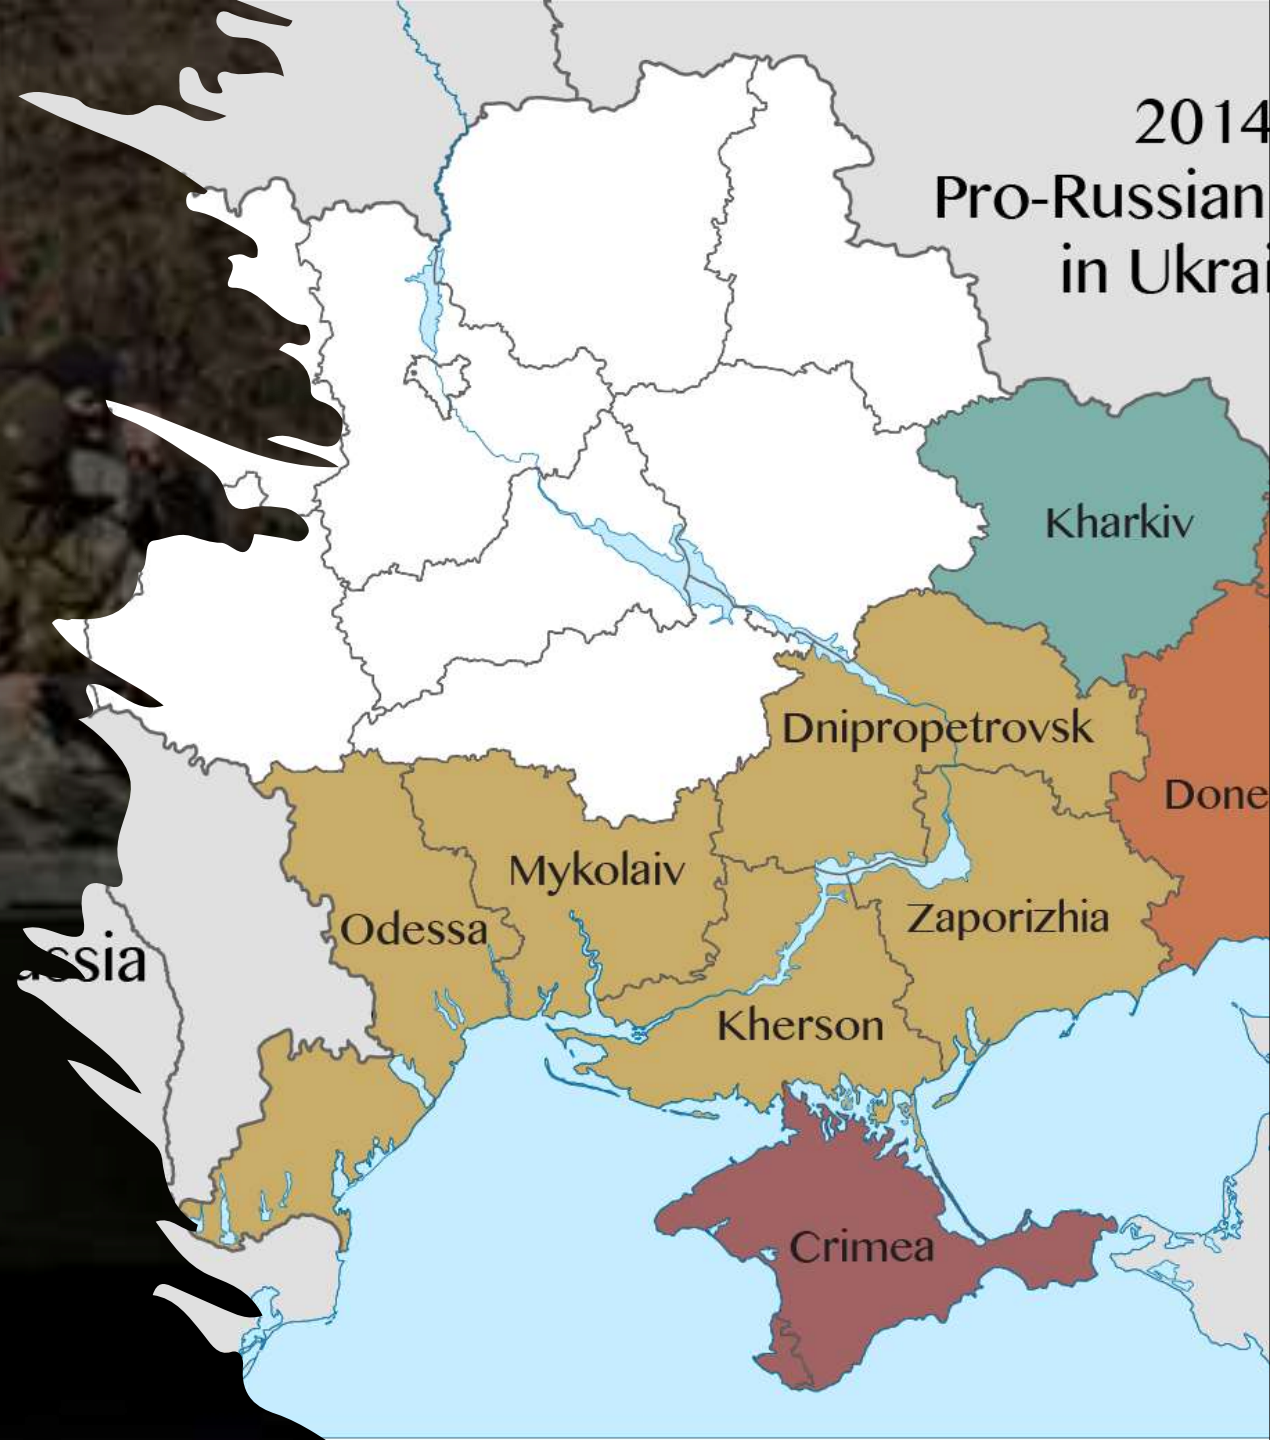 2014
Pro-Russian
in Ukrai
Kharkiv
Dnipropetrovsk
Done
Mykolaiv
Zaporizhia
Odessa
ssia
Kherson
Crimea